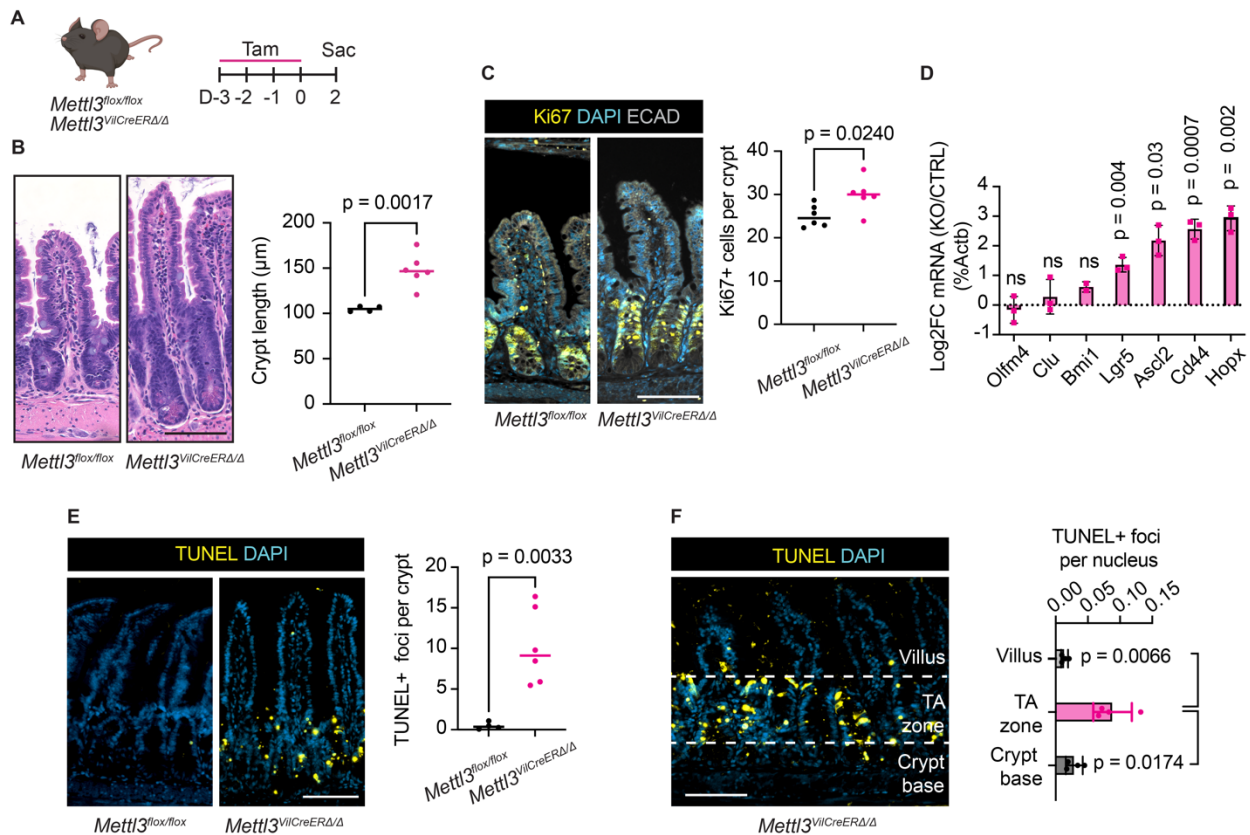 A
Tam
Sac
D-3 -2 -1 0 2
Mettl3flox/flox
Mettl3VilCreERΔ/Δ
B
Mettl3flox/flox
Mettl3VilCreERΔ/Δ
Crypt length (µm)
200
150
100
50
0
p = 0.0017
Mettl3flox/flox
Mettl3VilCreERΔ/Δ
C
Ki67 DAPI ECAD
Mettl3flox/flox
Mettl3VilCreERΔ/Δ
Ki67+ cells per crypt
40
30
20
10
0
p = 0.0240
Mettl3flox/flox
Mettl3VilCreERΔ/Δ
D
Log2FC mRNA (KO/CTRL)
(%Actb)
4
3
2
1
0
-1
ns
ns
ns
p = 0.004
p = 0.03
p = 0.0007
p = 0.002
Olfm4
Clu
Bmi1
Lgr5
Ascl2
Cd44
Hopx
E
TUNEL DAPI
Mettl3flox/flox
Mettl3VilCreERΔ/Δ
TUNEL+ foci per crypt
20
15
10
5
0
p = 0.0033
Mettl3flox/flox
Mettl3VilCreERΔ/Δ
F
TUNEL DAPI
Villus
TA
zone
Crypt
base
Mettl3VilCreERΔ/Δ
TUNEL+ foci
per nucleus
0.00
0.05
0.10
0.15
Villus
p = 0.0066
TA
zone
Crypt
base
p = 0.0174